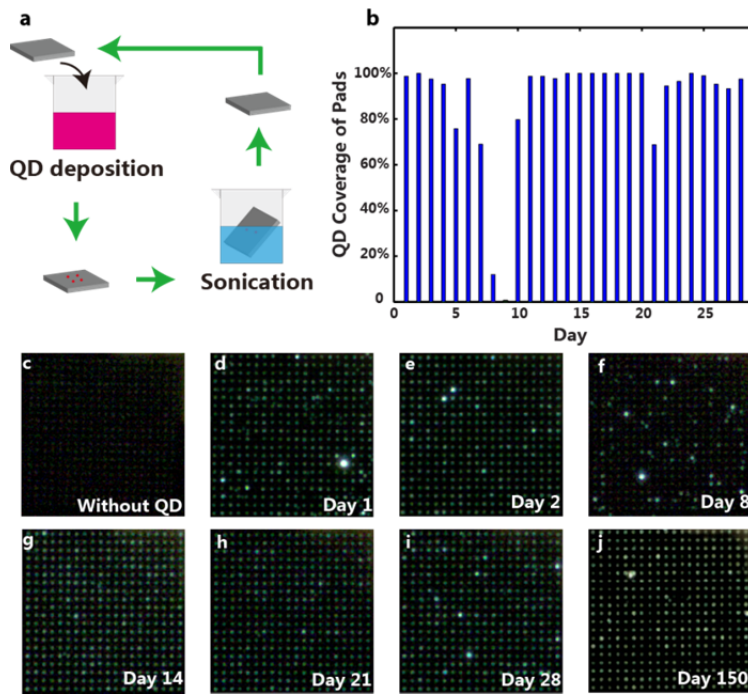 a
QD deposition
Sonication
b
QD Coverage of Pads
100%
80%
60%
40%
20%
0
0
5
10
15
20
25
Day
c
Without QD
d
Day 1
e
Day 2
f
Day 8
g
Day 14
h
Day 21
i
Day 28
j
Day 150